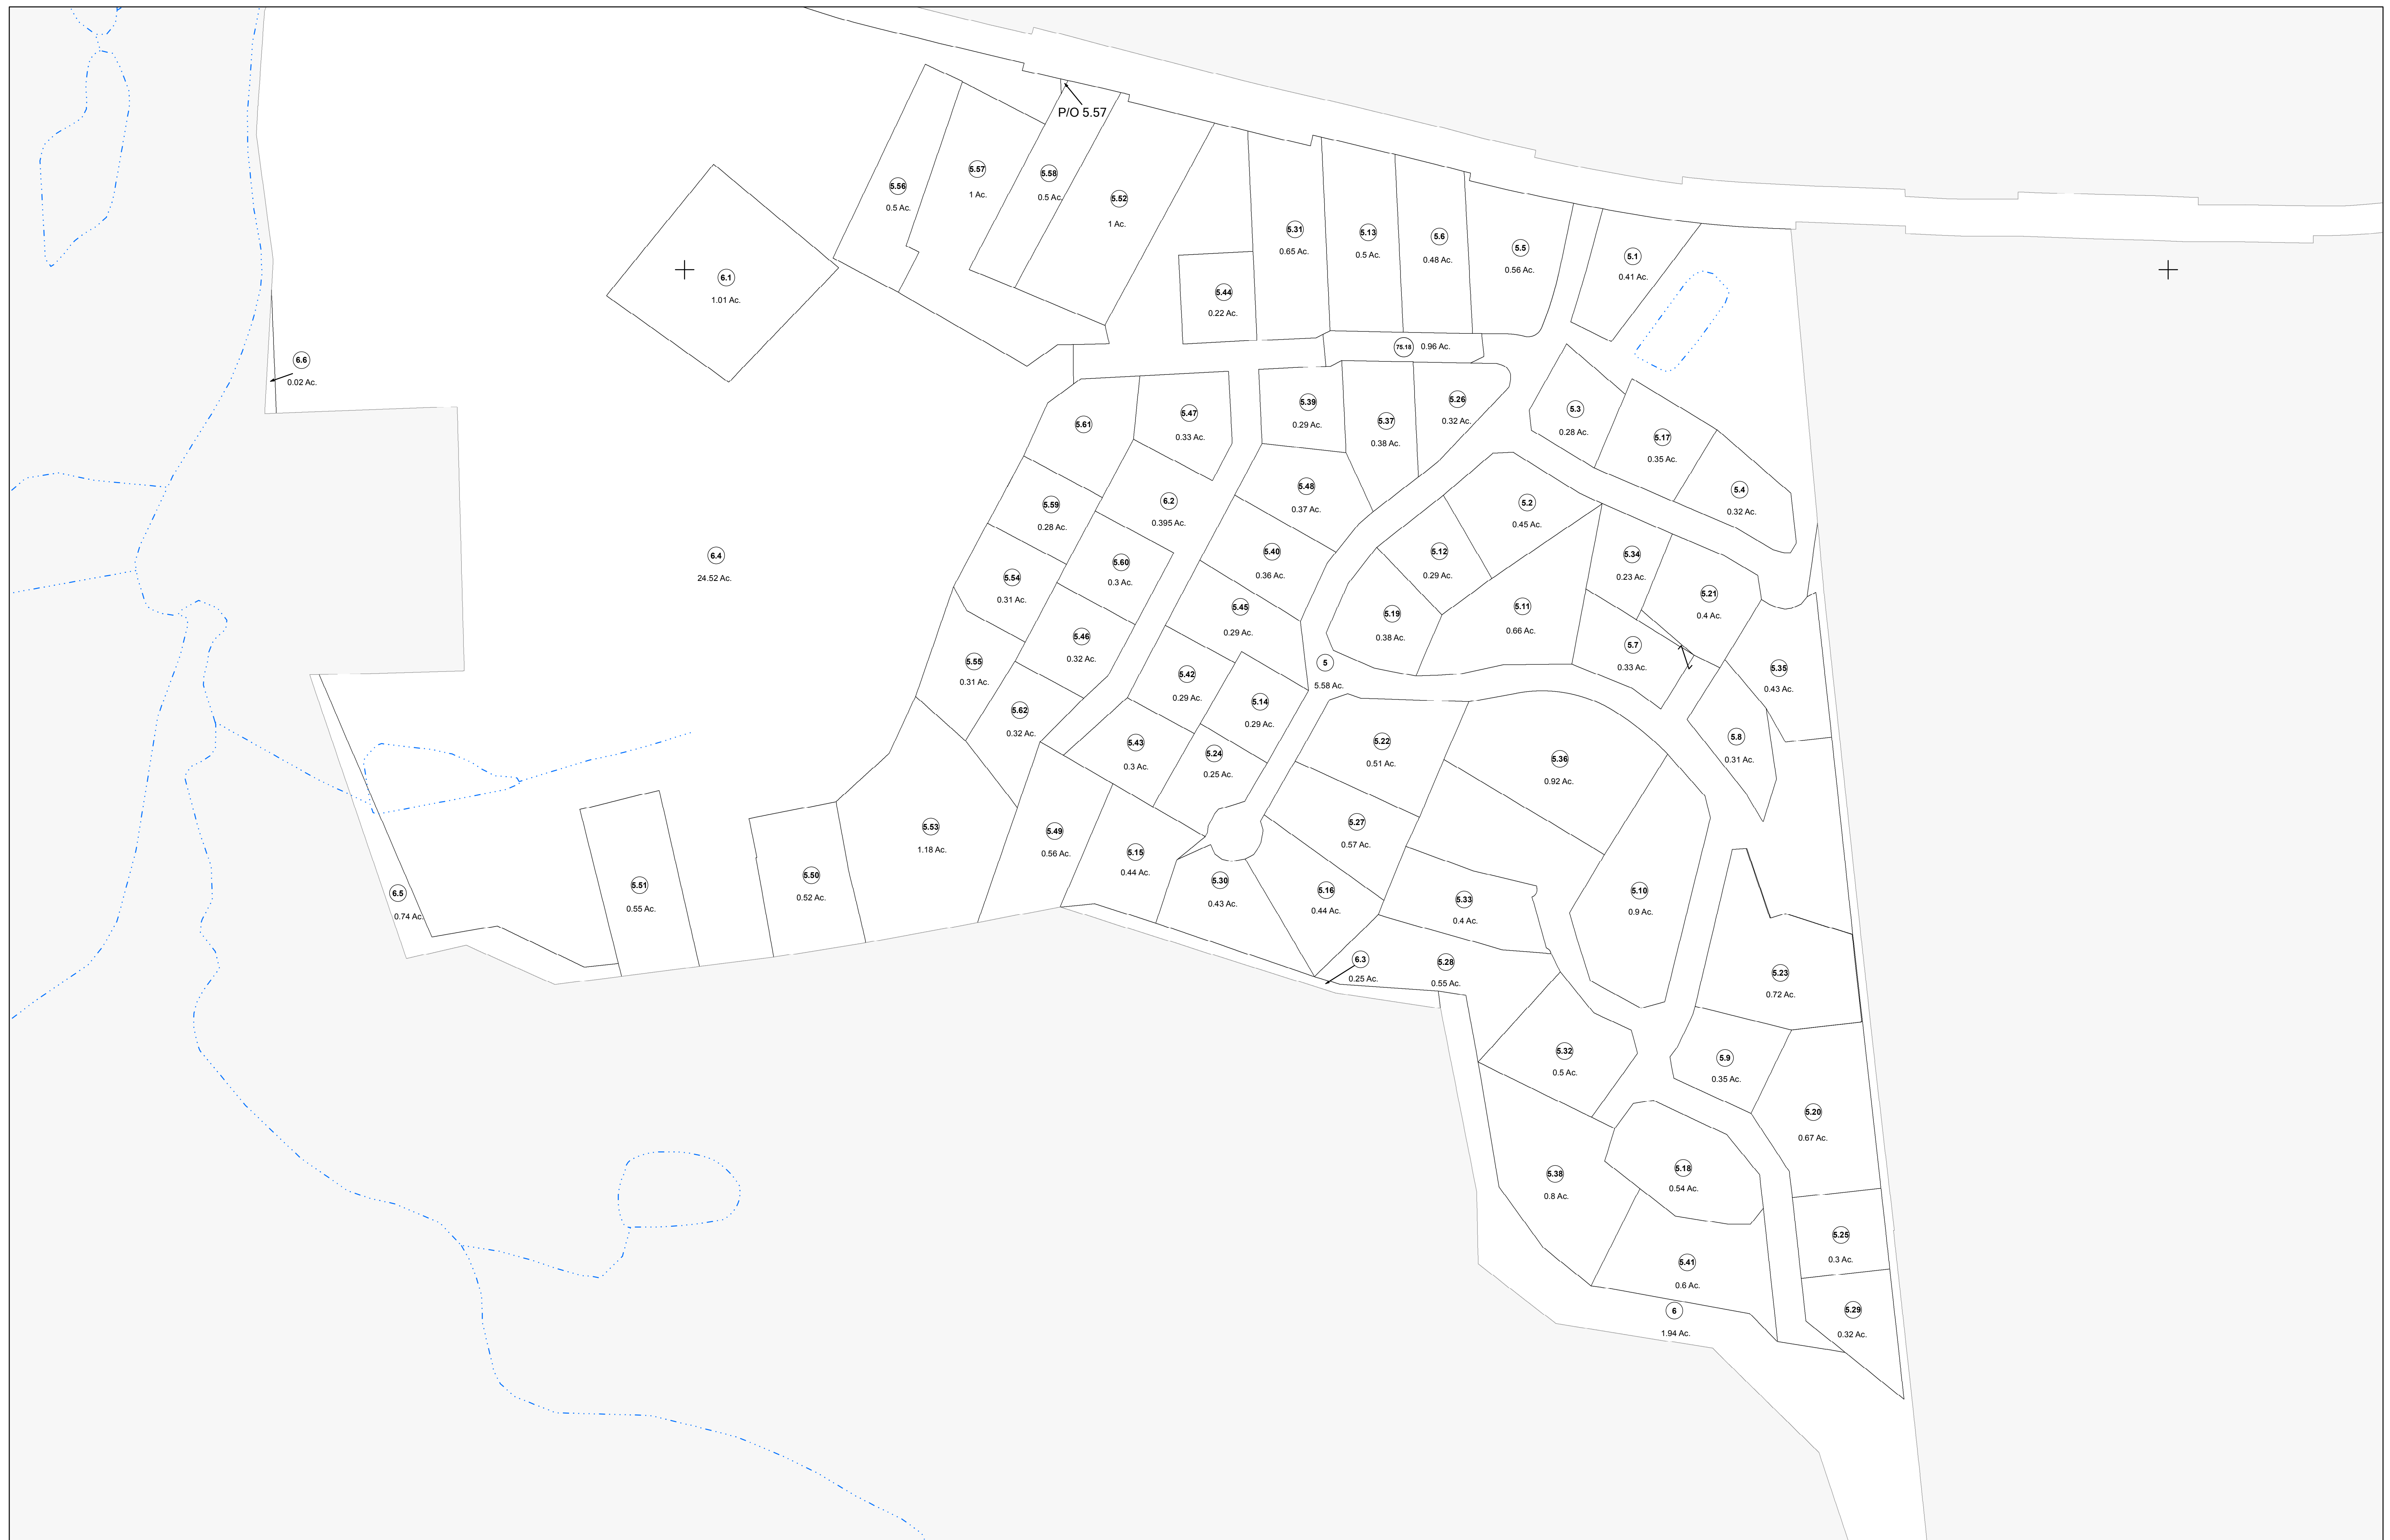 P/O 5.57
5.57
1 Ac.
5.58
0.5 Ac.
5.56
0.5 Ac.
5.52
1 Ac.
5.31
0.65 Ac.
5.13
0.5 Ac.
5.6
0.48 Ac.
5.5
0.56 Ac.
5.1
0.41 Ac.
6.1
1.01 Ac.
5.44
0.22 Ac.
75.18
0.96 Ac.
6.6
0.02 Ac.
5.61
5.47
0.33 Ac.
5.39
0.29 Ac.
5.37
0.38 Ac.
5.26
0.32 Ac.
5.3
0.28 Ac.
5.17
0.35 Ac.
5.4
0.32 Ac.
5.59
0.28 Ac.
6.2
0.395 Ac.
5.48
0.37 Ac.
5.2
0.45 Ac.
6.4
24.52 Ac.
5.60
0.3 Ac.
5.40
0.36 Ac.
5.12
0.29 Ac.
5.34
0.23 Ac.
5.54
0.31 Ac.
5.45
0.29 Ac.
5.19
0.38 Ac.
5.11
0.66 Ac.
5.21
0.4 Ac.
5.46
0.32 Ac.
5.7
0.33 Ac.
5.55
0.31 Ac.
5
5.58 Ac.
5.35
0.43 Ac.
5.42
0.29 Ac.
5.14
0.29 Ac.
5.62
0.32 Ac.
5.43
0.3 Ac.
5.24
0.25 Ac.
5.22
0.51 Ac.
5.36
0.92 Ac.
5.8
0.31 Ac.
5.53
1.18 Ac.
5.49
0.56 Ac.
5.27
0.57 Ac.
5.15
0.44 Ac.
5.50
0.52 Ac.
5.51
0.55 Ac.
6.5
0.74 Ac.
5.30
0.43 Ac.
5.16
0.44 Ac.
5.33
0.4 Ac.
5.10
0.9 Ac.
6.3
0.25 Ac.
5.28
0.55 Ac.
5.23
0.72 Ac.
5.32
0.5 Ac.
5.9
0.35 Ac.
5.20
0.67 Ac.
5.38
0.8 Ac.
5.18
0.54 Ac.
5.25
0.3 Ac.
5.41
0.6 Ac.
6
1.94 Ac.
5.29
0.32 Ac.